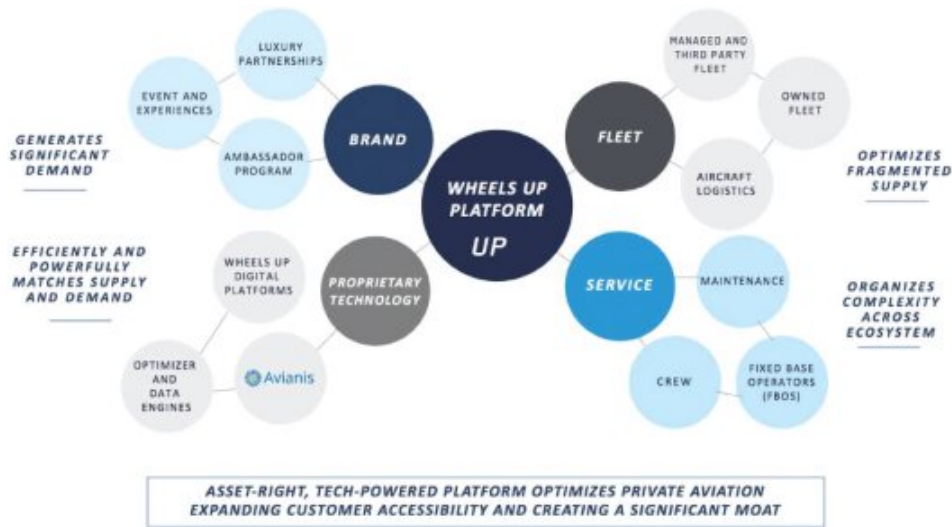 LUXURY
PARTNERSHIPS
EVENT AND
EXPERIENCES
AMBASSADOR
PROGRAM
BRAND
GENERATES
SIGNIFICANT
DEMAND
MANAGED AND
THIRD PARTY
FLEET
OWNED
FLEET
AIRCRAFT
LOGISTICS
FLEET
OPTIMIZES
FRAGMENTED
SUPPLY
WHEELS UP
PLATFORM
UP
EFFICIENTLY AND
POWERFULLY
MATCHES SUPPLY
AND DEMAND
WHEELS UP
DIGITAL
PLATFORMS
PROPRIETARY
TECHNOLOGY
OPTIMIZER
AND
DATA
ENGINES
Avianis
SERVICE
MAINTENANCE
CREW
FIXED BASE
OPERATORS
(FBOS)
ORGANIZES
COMPLEXITY
ACROSS
ECOSYSTEM
ASSET-RIGHT, TECH-POWERED PLATFORM OPTIMIZES PRIVATE AVIATION
EXPANDING CUSTOMER ACCESSIBILITY AND CREATING A SIGNIFICANT MOAT